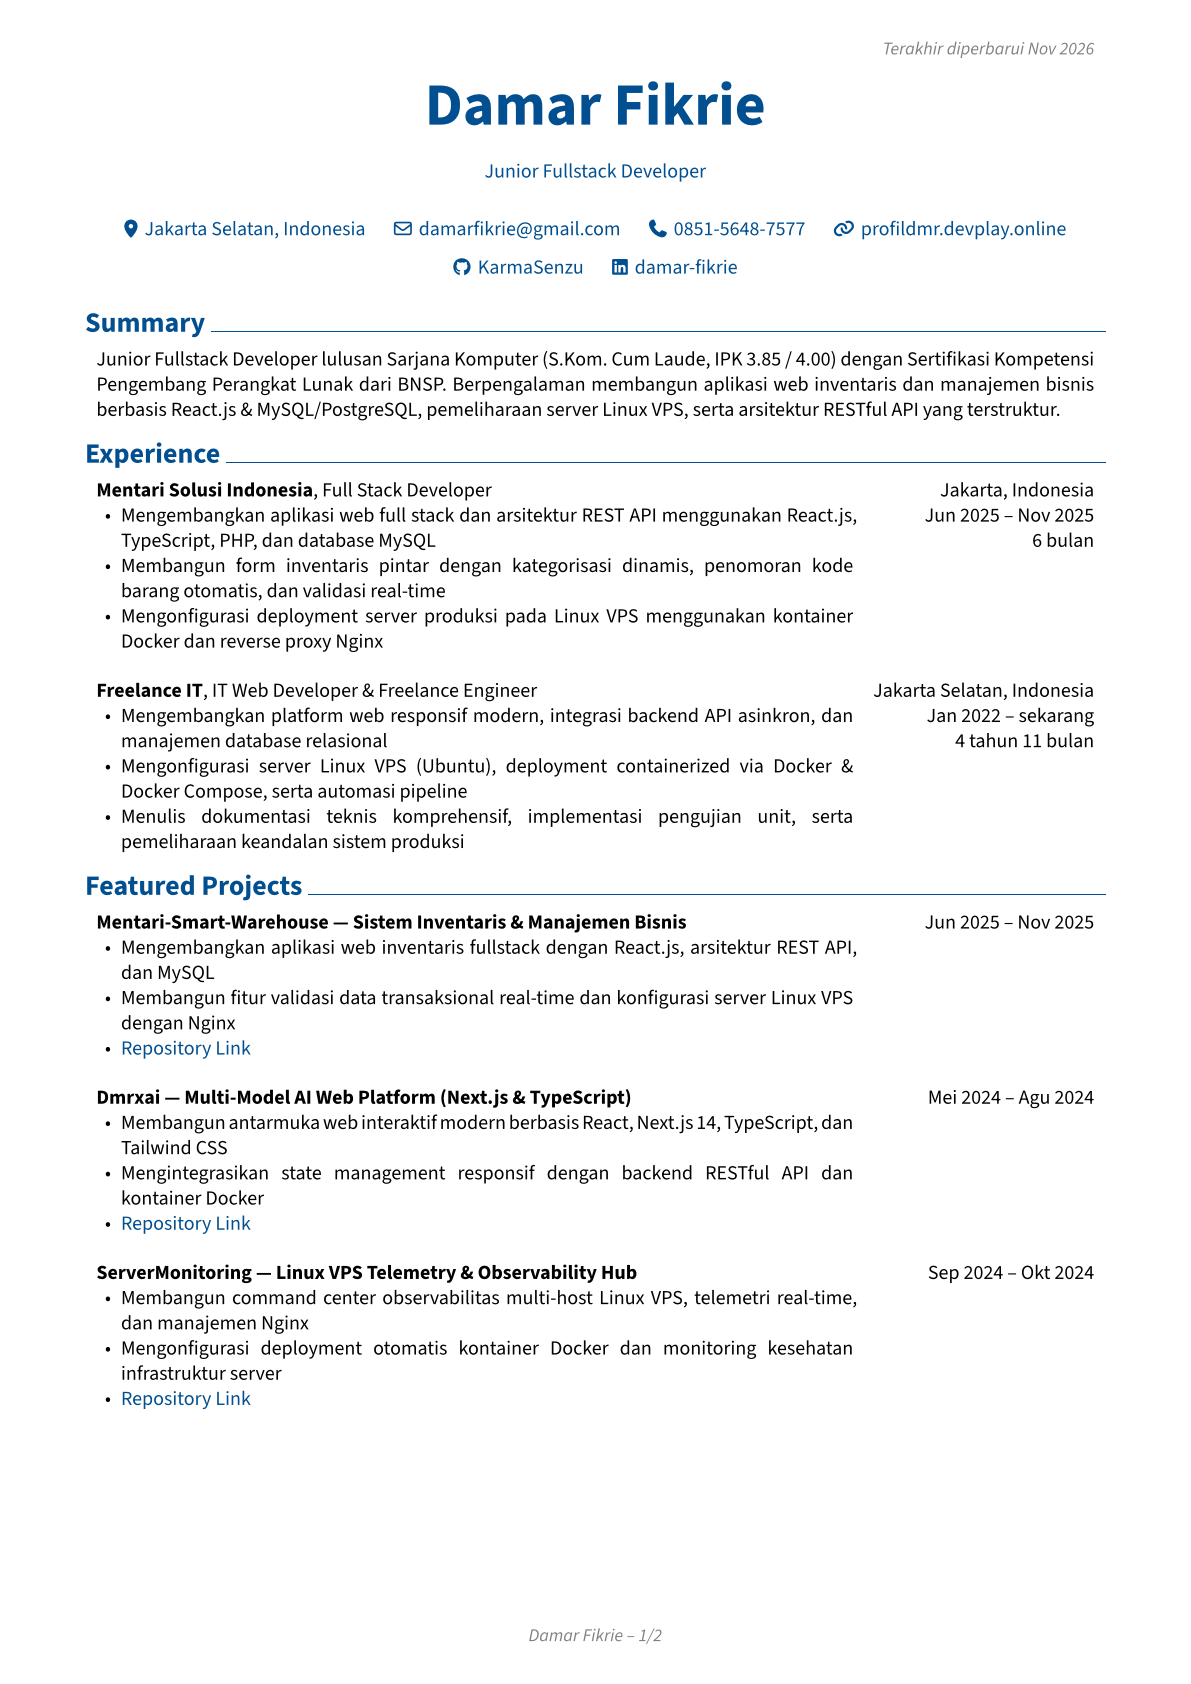 Terakhir diperbarui Nov 2026
Damar Fikrie
Junior Fullstack Developer
Jakarta Selatan, Indonesia damarfikrie@gmail.com 0851-5648-7577 profildmr.devplay.online
KarmaSenzu damar-fikrie
Summary
Junior Fullstack Developer lulusan Sarjana Komputer (S.Kom. Cum Laude, IPK 3.85 / 4.00) dengan Sertifikasi Kompetensi
Pengembang Perangkat Lunak dari BNSP. Berpengalaman membangun aplikasi web inventaris dan manajemen bisnis
berbasis React.js & MySQL/PostgreSQL, pemeliharaan server Linux VPS, serta arsitektur RESTful API yang terstruktur.
Experience
Mentari Solusi Indonesia, Full Stack Developer Jakarta, Indonesia
• Mengembangkan aplikasi web full stack dan arsitektur REST API menggunakan React.js, Jun 2025 – Nov 2025
TypeScript, PHP, dan database MySQL 6 bulan
• Membangun form inventaris pintar dengan kategorisasi dinamis, penomoran kode
barang otomatis, dan validasi real-time
• Mengonfigurasi deployment server produksi pada Linux VPS menggunakan kontainer
Docker dan reverse proxy Nginx
Freelance IT, IT Web Developer & Freelance Engineer Jakarta Selatan, Indonesia
• Mengembangkan platform web responsif modern, integrasi backend API asinkron, dan Jan 2022 – sekarang
manajemen database relasional 4 tahun 11 bulan
• Mengonfigurasi server Linux VPS (Ubuntu), deployment containerized via Docker &
Docker Compose, serta automasi pipeline
• Menulis dokumentasi teknis komprehensif, implementasi pengujian unit, serta
pemeliharaan keandalan sistem produksi
Featured Projects
Mentari-Smart-Warehouse — Sistem Inventaris & Manajemen Bisnis Jun 2025 – Nov 2025
• Mengembangkan aplikasi web inventaris fullstack dengan React.js, arsitektur REST API,
dan MySQL
• Membangun fitur validasi data transaksional real-time dan konfigurasi server Linux VPS
dengan Nginx
• Repository Link
Dmrxai — Multi-Model AI Web Platform (Next.js & TypeScript) Mei 2024 – Agu 2024
• Membangun antarmuka web interaktif modern berbasis React, Next.js 14, TypeScript, dan
Tailwind CSS
• Mengintegrasikan state management responsif dengan backend RESTful API dan
kontainer Docker
• Repository Link
ServerMonitoring — Linux VPS Telemetry & Observability Hub Sep 2024 – Okt 2024
• Membangun command center observabilitas multi-host Linux VPS, telemetri real-time,
dan manajemen Nginx
• Mengonfigurasi deployment otomatis kontainer Docker dan monitoring kesehatan
infrastruktur server
• Repository Link
Damar Fikrie – 1/2